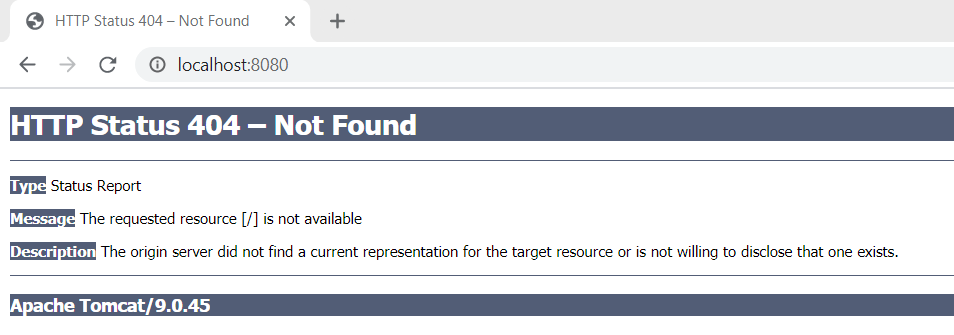 HTTP Status 404 – Not Found
localhost:8080
HTTP Status 404 – Not Found
Type Status Report
Message The requested resource [/] is not available
Description The origin server did not find a current representation for the target resource or is not willing to disclose that one exists.
Apache Tomcat/9.0.45